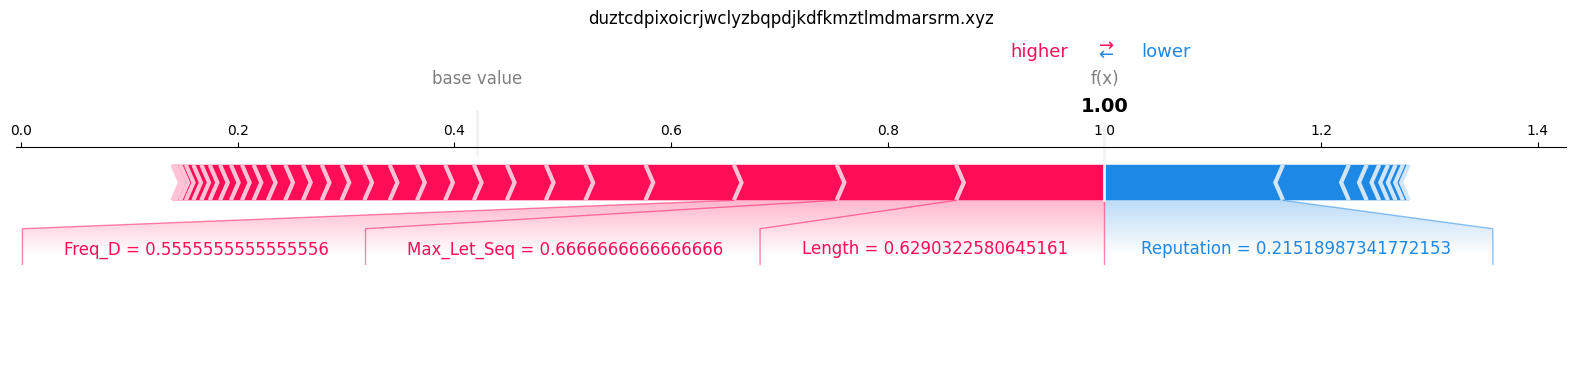 duztcdpixoicrjwclyzbqpdjkdfkmztlmdmarsrm.xyz
higher ⇄ lower
base value f(x)
1.00
0.0 0.2 0.4 0.6 0.8 1.0 1.2 1.4
Freq_D = 0.5555555555555556 Max_Let_Seq = 0.6666666666666666 Length = 0.6290322580645161 Reputation = 0.21518987341772153